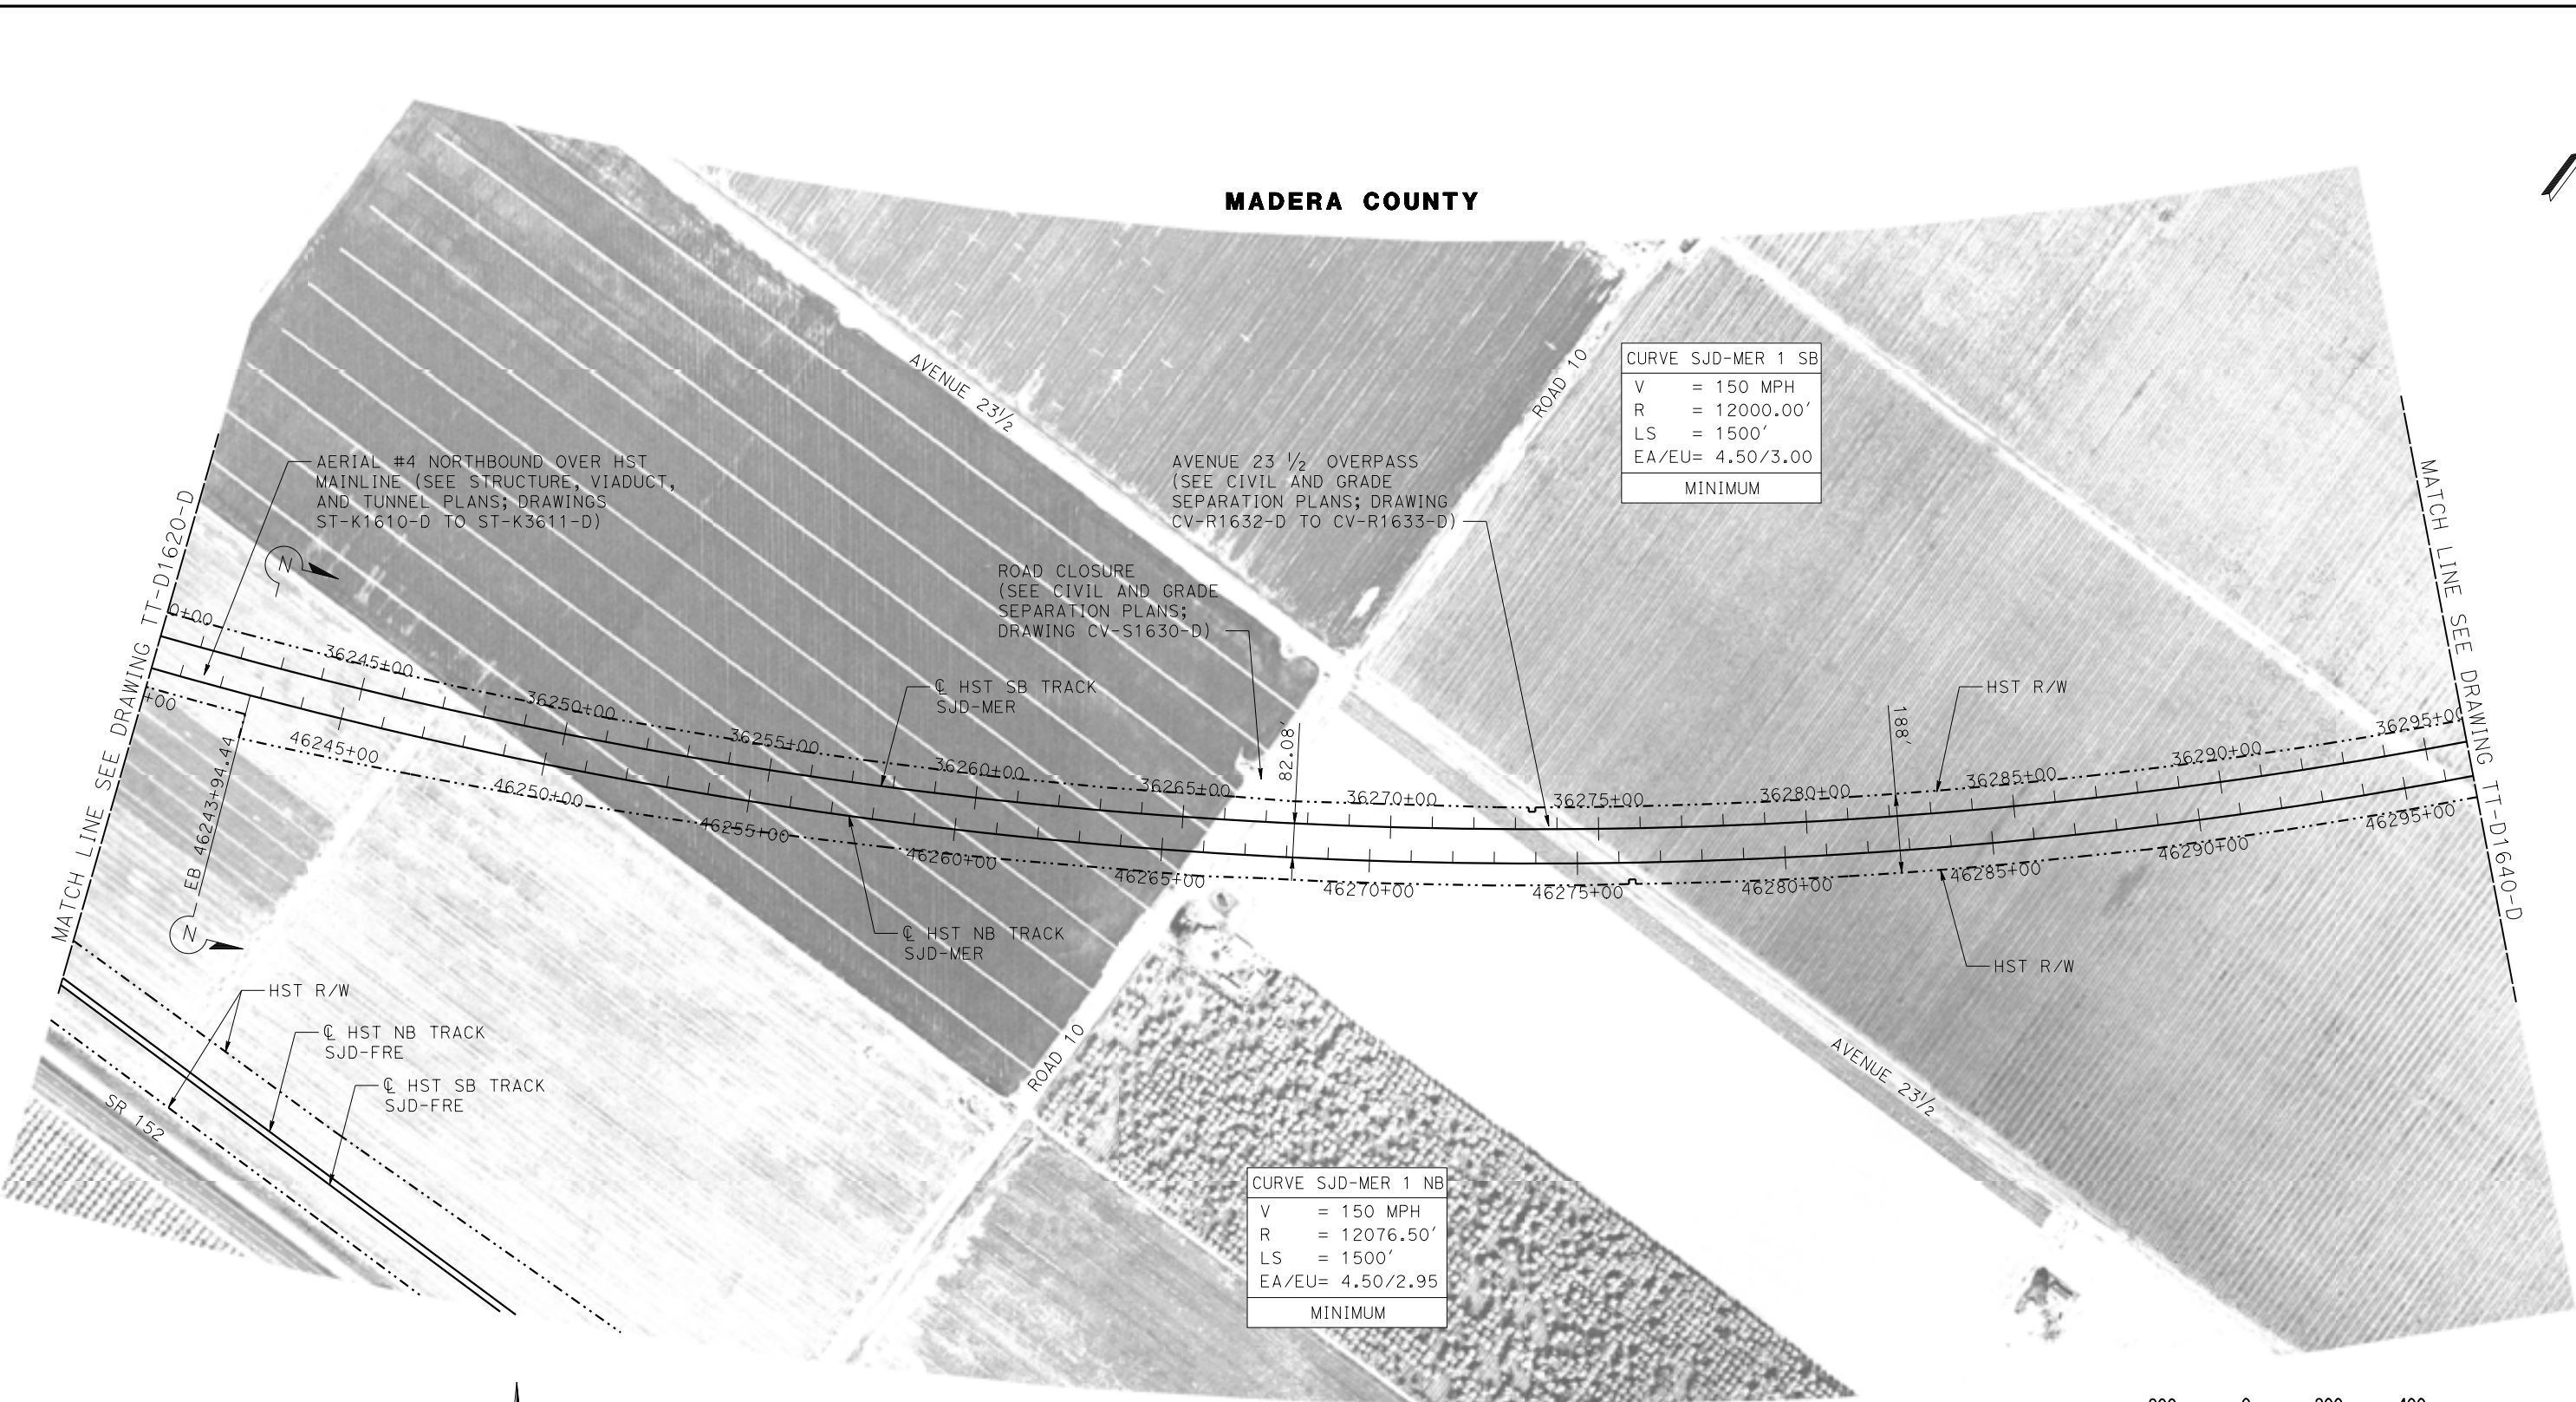 MADERA COUNTY
AVENUE 23½
ROAD 10
CURVE SJD-MER 1 SB
V = 150 MPH
R = 12000.00'
LS = 1500'
EA/EU= 4.50/3.00
MINIMUM
AERIAL #4 NORTHBOUND OVER HST
MAINLINE (SEE STRUCTURE, VIADUCT,
AND TUNNEL PLANS; DRAWINGS
ST-K1610-D TO ST-K3611-D)
AVENUE 23 ½ OVERPASS
(SEE CIVIL AND GRADE
SEPARATION PLANS; DRAWING
CV-R1632-D TO CV-R1633-D)
ROAD CLOSURE
(SEE CIVIL AND GRADE
SEPARATION PLANS;
DRAWING CV-S1630-D)
MATCH LINE SEE DRAWING TT-D1620-D
MATCH LINE SEE DRAWING TT-D1640-D
N
0+00
36245+00
36250+00
36255+00
36260+00
36265+00
36270+00
36275+00
36280+00
36285+00
36290+00
36295+00
℄ HST SB TRACK
SJD-MER
HST R/W
82.08'
188'
+00
46245+00
46250+00
46255+00
46260+00
46265+00
46270+00
46275+00
46280+00
46285+00
46290+00
46295+00
EB 46243+94.44
N
℄ HST NB TRACK
SJD-MER
HST R/W
HST R/W
℄ HST NB TRACK
SJD-FRE
℄ HST SB TRACK
SJD-FRE
SR 152
ROAD 10
AVENUE 23½
CURVE SJD-MER 1 NB
V = 150 MPH
R = 12076.50'
LS = 1500'
EA/EU= 4.50/2.95
MINIMUM